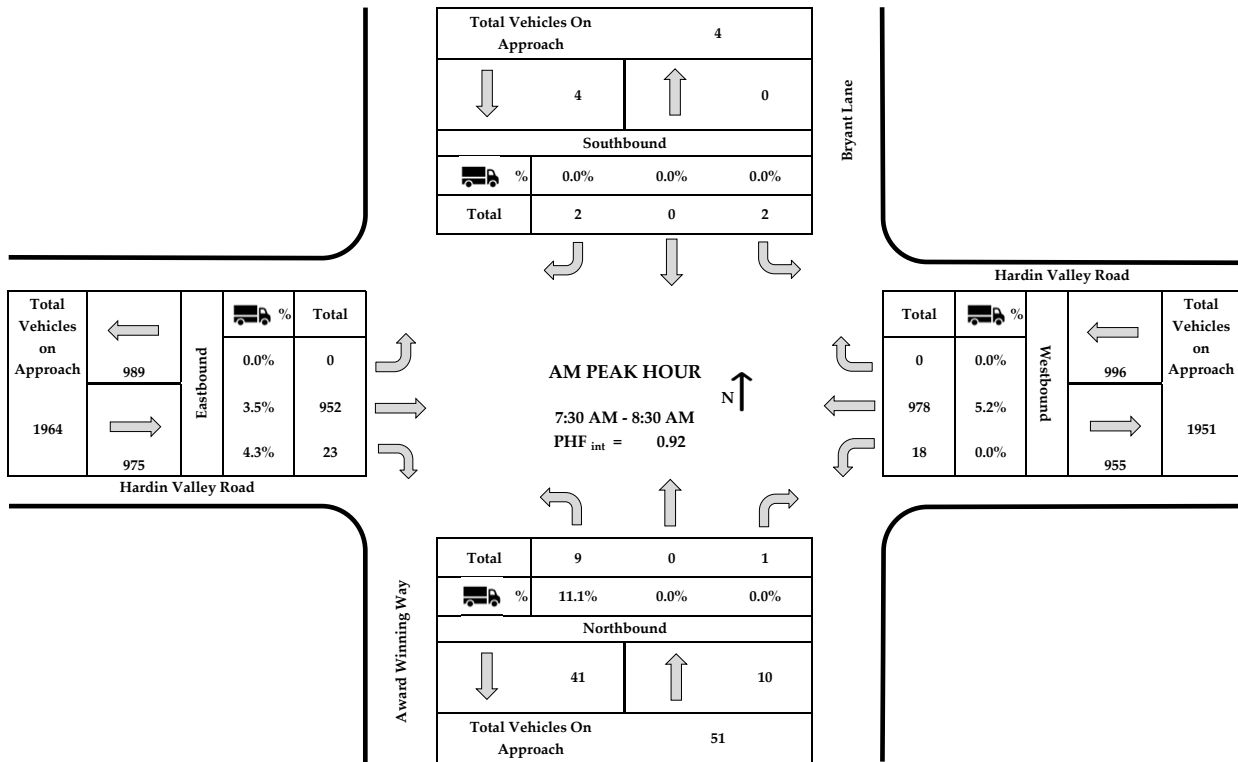 Total Vehicles On
Approach
4
4
0
Southbound
% 0.0% 0.0% 0.0%
Total 2 0 2
Bryant Lane
Hardin Valley Road
Total
Vehicles
on
Approach
1964
989
975
Eastbound
% Total
0.0% 0
3.5% 952
4.3% 23
Hardin Valley Road
AM PEAK HOUR
N
7:30 AM - 8:30 AM
PHF int = 0.92
Total %
0 0.0%
978 5.2%
18 0.0%
Westbound
996
955
Total
Vehicles
on
Approach
1951
Award Winning Way
Total 9 0 1
% 11.1% 0.0% 0.0%
Northbound
41
10
Total Vehicles On
Approach
51